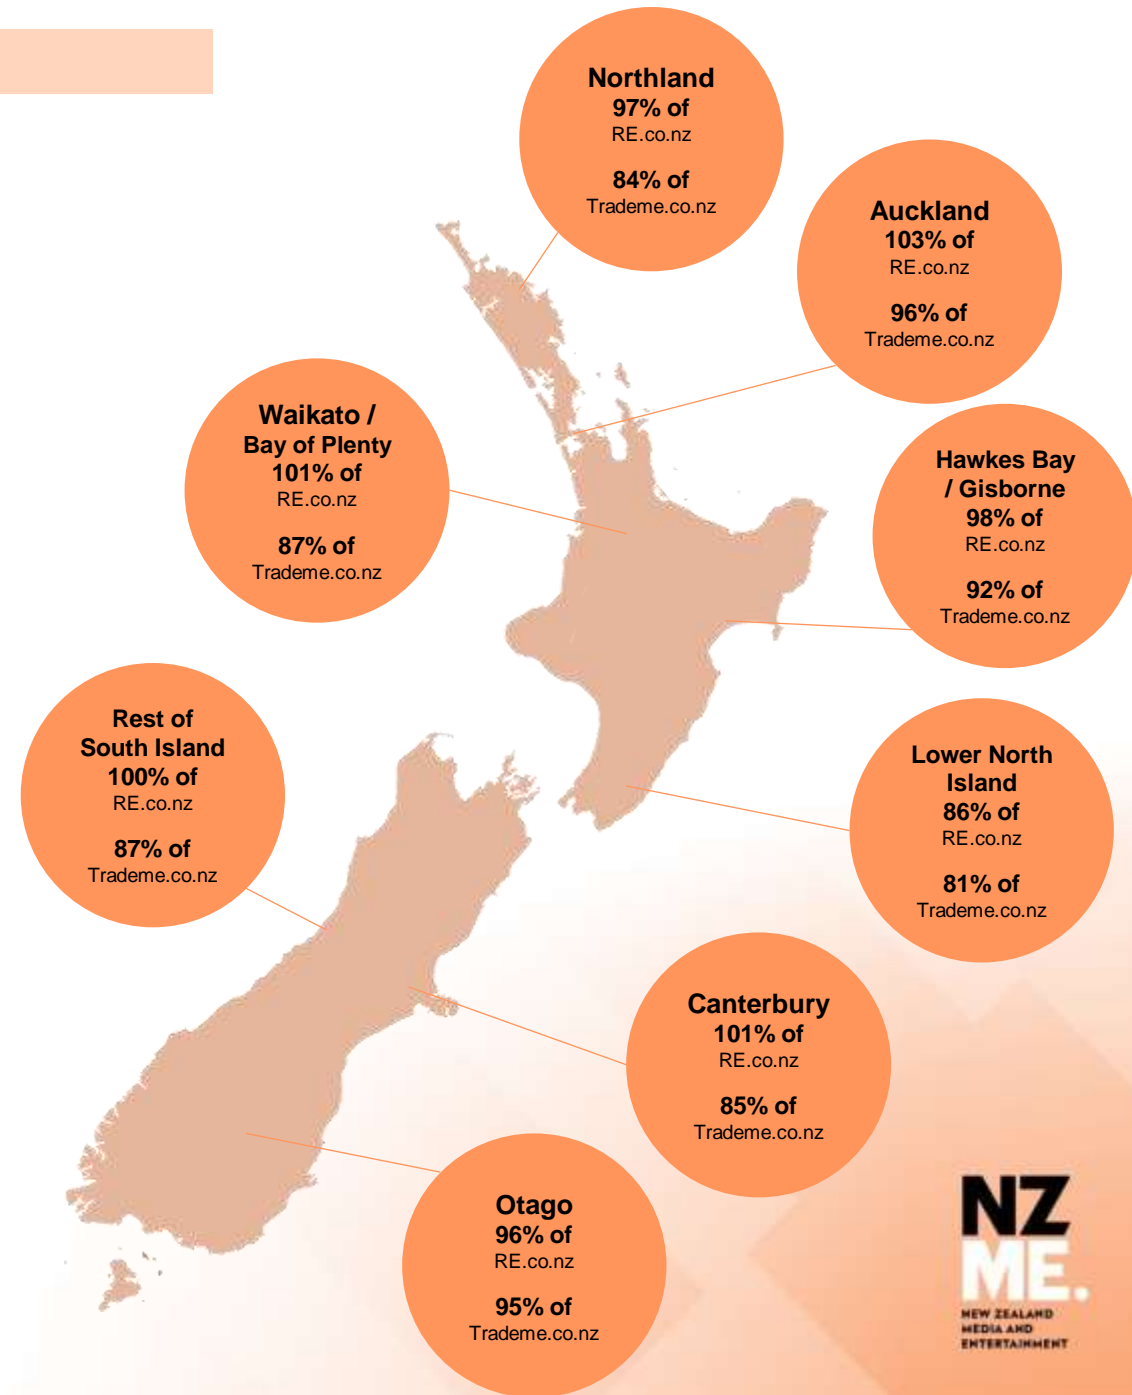 Northland
97% of
RE.co.nz
84% of
Trademe.co.nz
Auckland
103% of
RE.co.nz
96% of
Trademe.co.nz
Waikato /
Bay of Plenty
101% of
RE.co.nz
87% of
Trademe.co.nz
Hawkes Bay
/ Gisborne
98% of
RE.co.nz
92% of
Trademe.co.nz
Rest of
South Island
100% of
RE.co.nz
87% of
Trademe.co.nz
Lower North
Island
86% of
RE.co.nz
81% of
Trademe.co.nz
Canterbury
101% of
RE.co.nz
85% of
Trademe.co.nz
Otago
96% of
RE.co.nz
95% of
Trademe.co.nz
NZ
ME.
NEW ZEALAND
MEDIA AND
ENTERTAINMENT